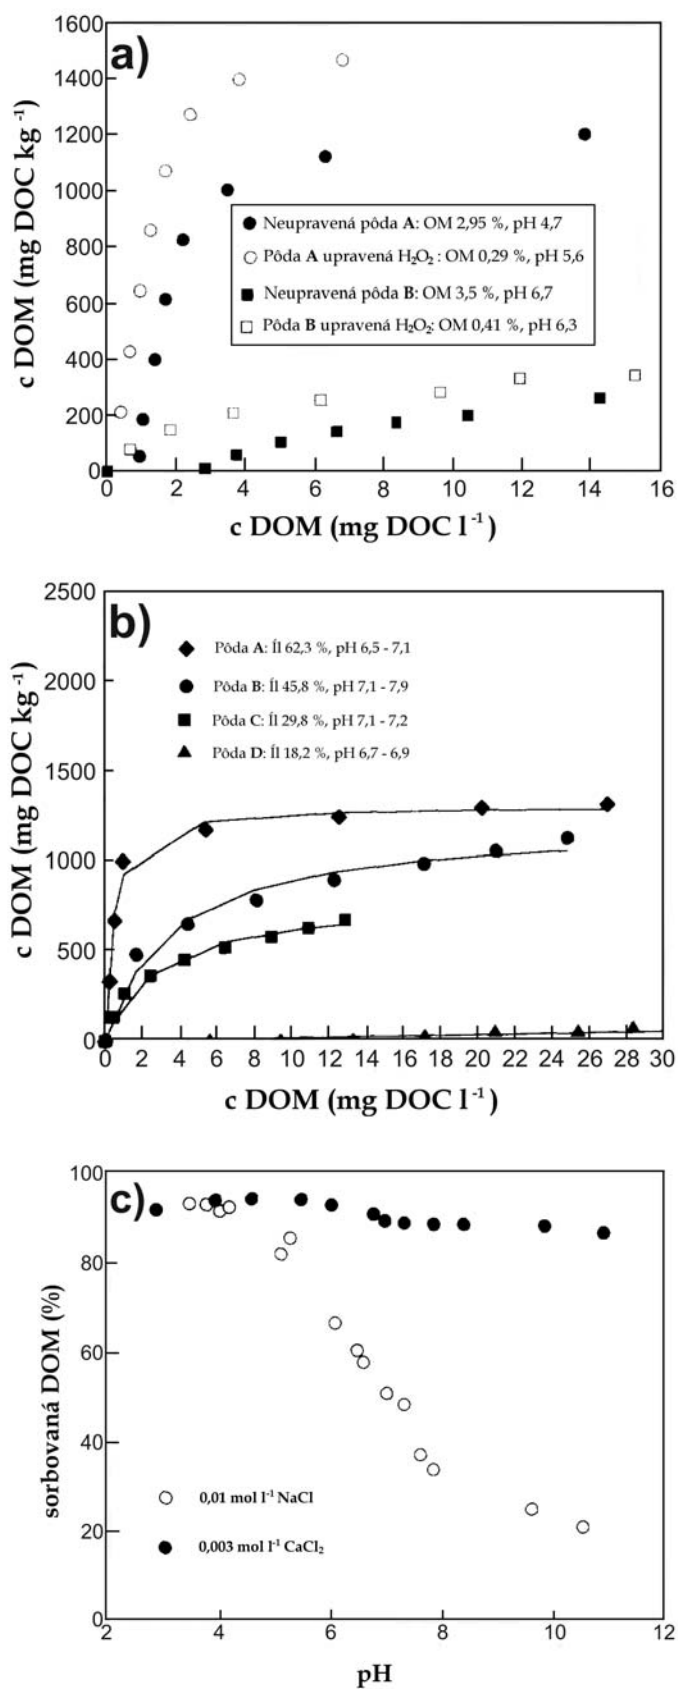 a)
1600
1400
1200
1000
800
600
400
200
0
c DOM (mg DOC kg⁻¹)
Neupravená pôda A: OM 2,95 %, pH 4,7
Pôda A upravená H₂O₂ : OM 0,29 %, pH 5,6
Neupravená pôda B: OM 3,5 %, pH 6,7
Pôda B upravená H₂O₂: OM 0,41 %, pH 6,3
0 2 4 6 8 10 12 14 16
c DOM (mg DOC l⁻¹)
b)
2500
2000
1500
1000
500
0
c DOM (mg DOC kg⁻¹)
Pôda A: Íl 62,3 %, pH 6,5 - 7,1
Pôda B: Íl 45,8 %, pH 7,1 - 7,9
Pôda C: Íl 29,8 %, pH 7,1 - 7,2
Pôda D: Íl 18,2 %, pH 6,7 - 6,9
0 2 4 6 8 10 12 14 16 18 20 22 24 26 28 30
c DOM (mg DOC l⁻¹)
c)
100
80
60
40
20
0
sorbovaná DOM (%)
0,01 mol l⁻¹ NaCl
0,003 mol l⁻¹ CaCl₂
2 4 6 8 10 12
pH